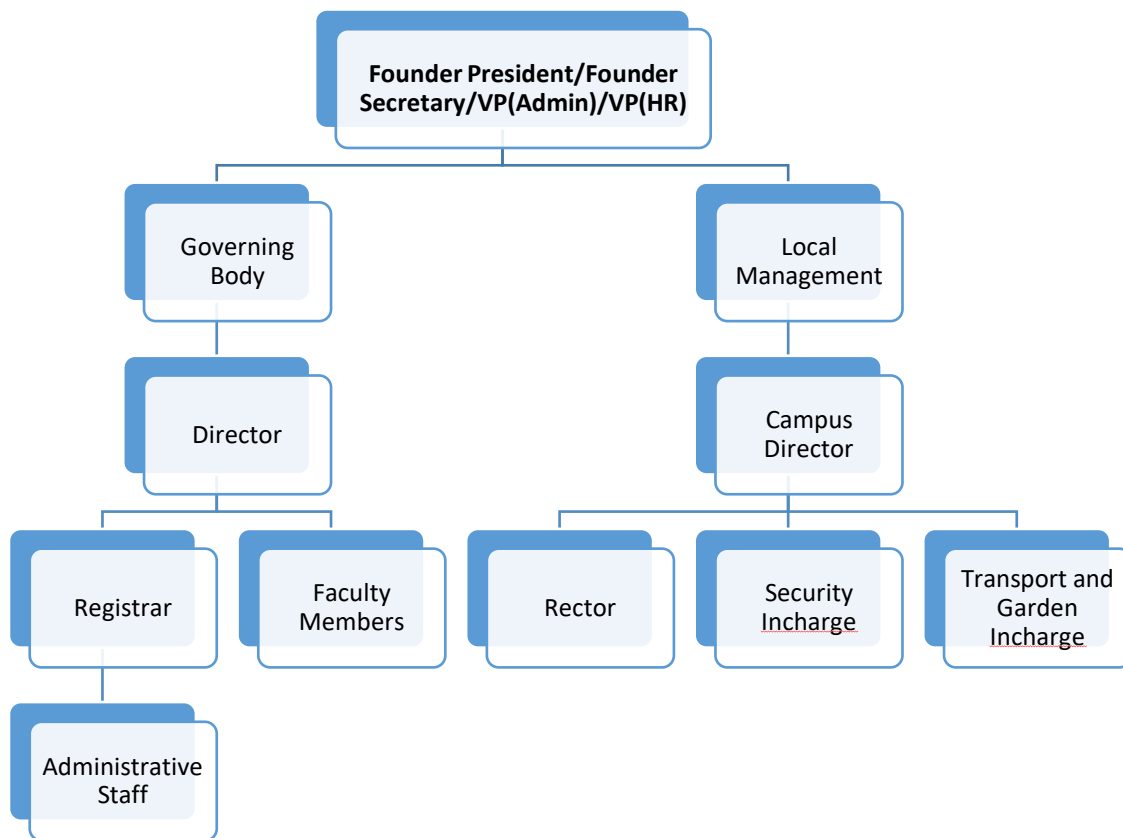 Founder President/Founder
Secretary/VP(Admin)/VP(HR)
Governing
Body
Local
Management
Director
Campus
Director
Registrar
Faculty
Members
Rector
Security
Incharge
Transport and
Garden
Incharge
Administrative
Staff